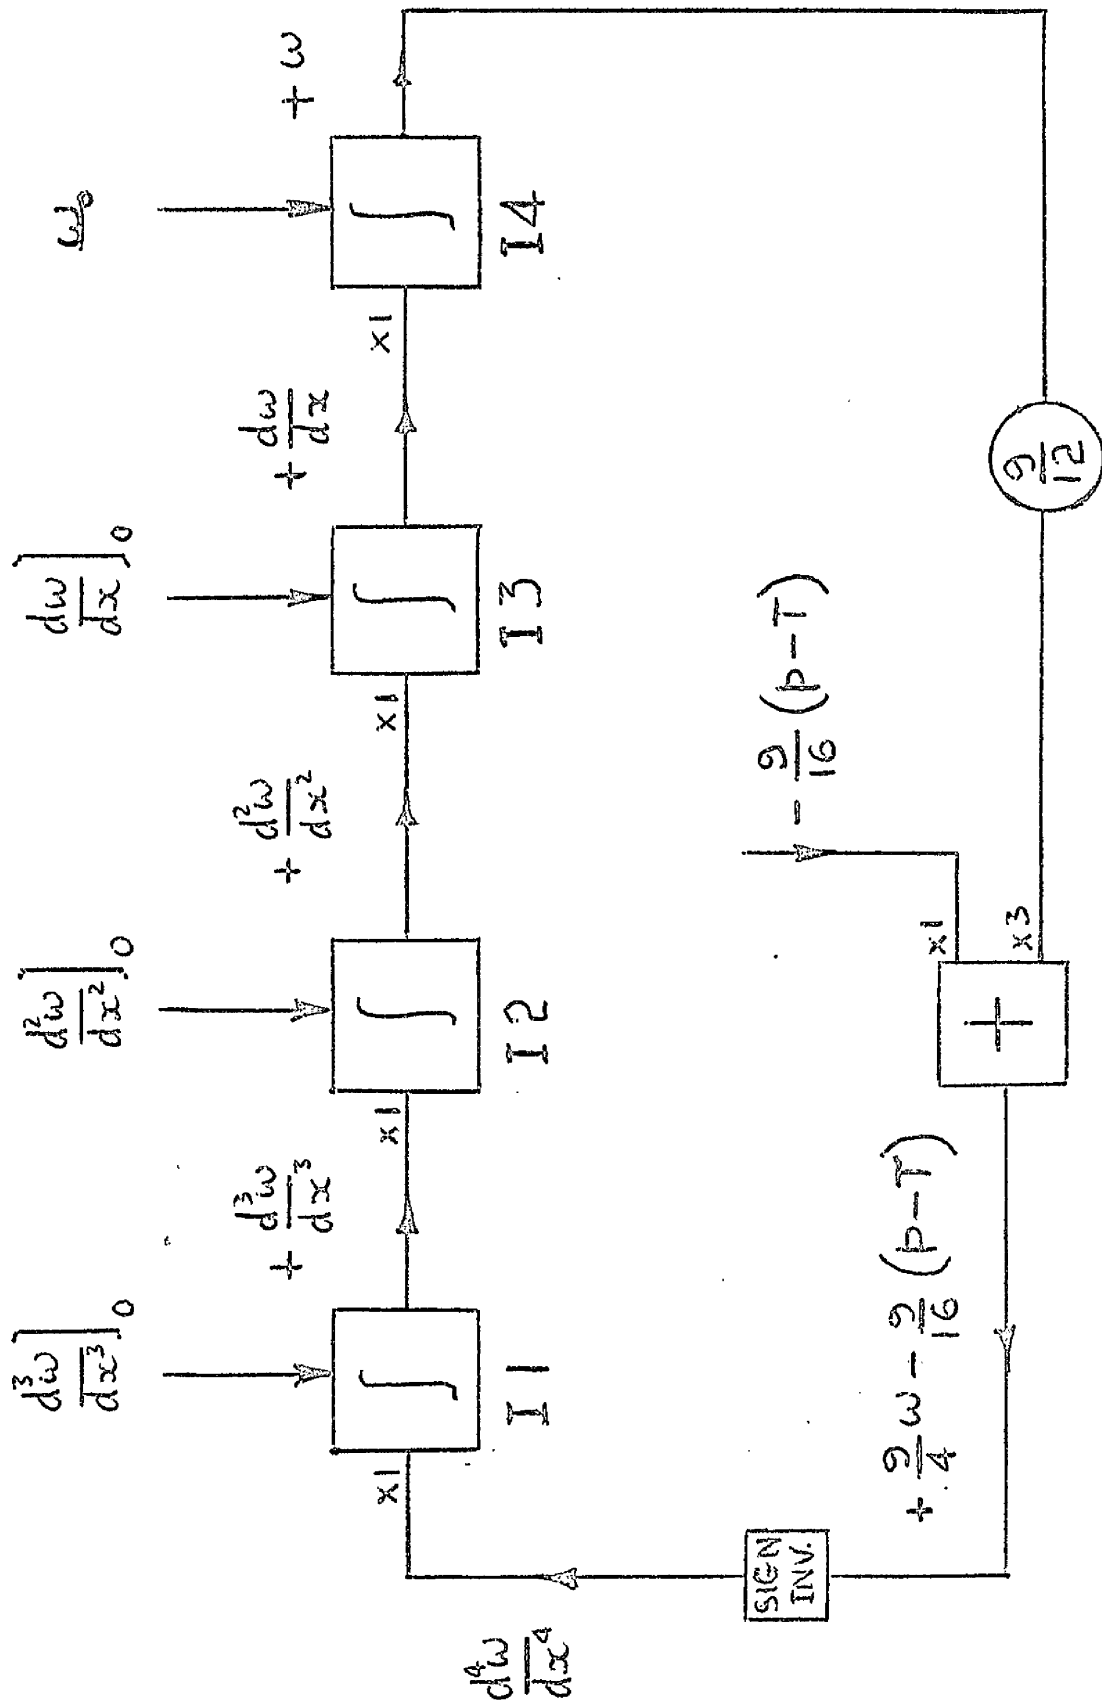 d³ω/dx³]₀
d²ω/dx²]₀
dω/dx]₀
ω₀
+ d³ω/dx³
+ d²ω/dx²
+ dω/dx
+ ω
x1
x1
x1
x1
I1
I2
I3
I4
d⁴ω/dx⁴
SIGN
INV.
+ 9/4 ω − 9/16 (p−T)
+
x1
x3
− 9/16 (p−T)
9/12